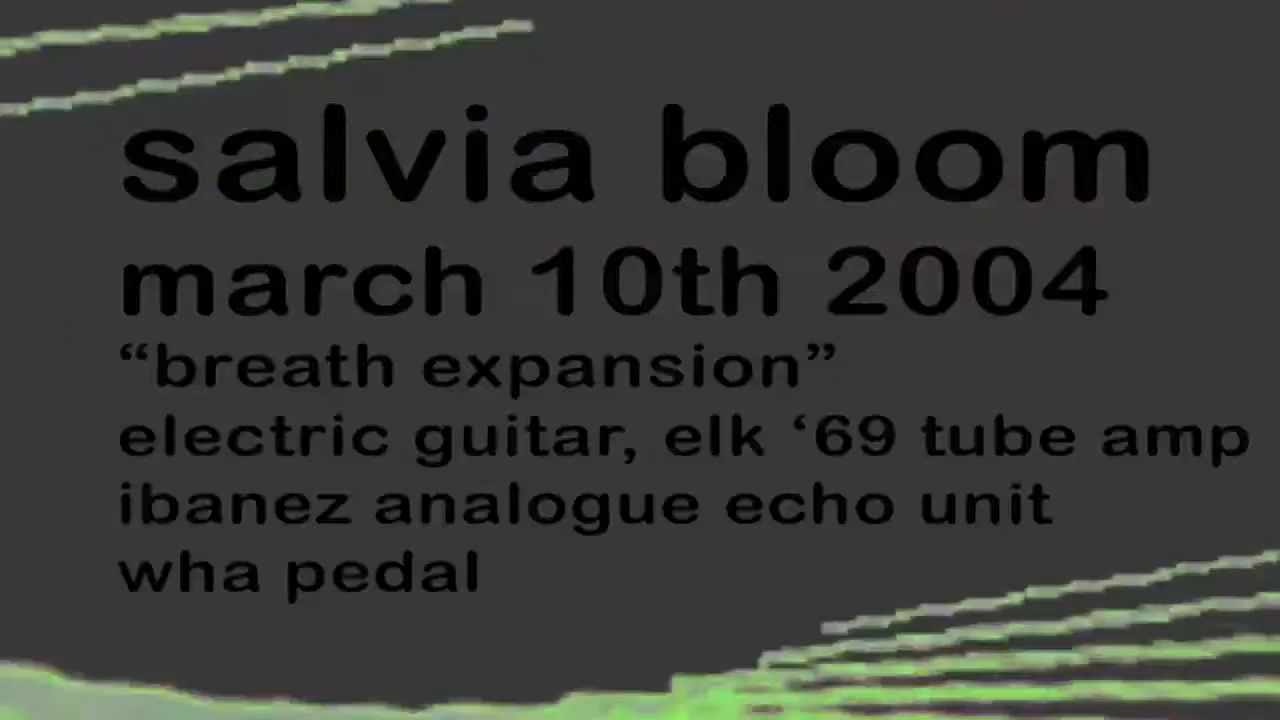 salvia bloom
march 10th 2004
“breath expansion”
electric guitar, elk ‘69 tube amp
ibanez analogue echo unit
wha pedal